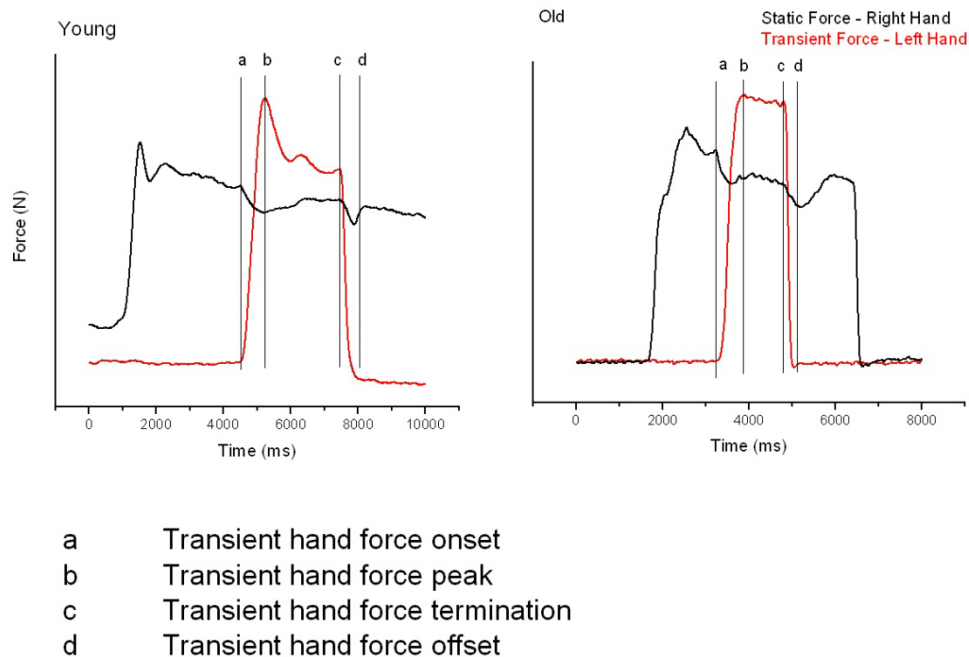 Young
Old
Static Force - Right Hand
Transient Force - Left Hand
a b c d
a b c d
Force (N)
0 2000 4000 6000 8000 10000
Time (ms)
0 2000 4000 6000 8000
Time (ms)
a Transient hand force onset
b Transient hand force peak
c Transient hand force termination
d Transient hand force offset